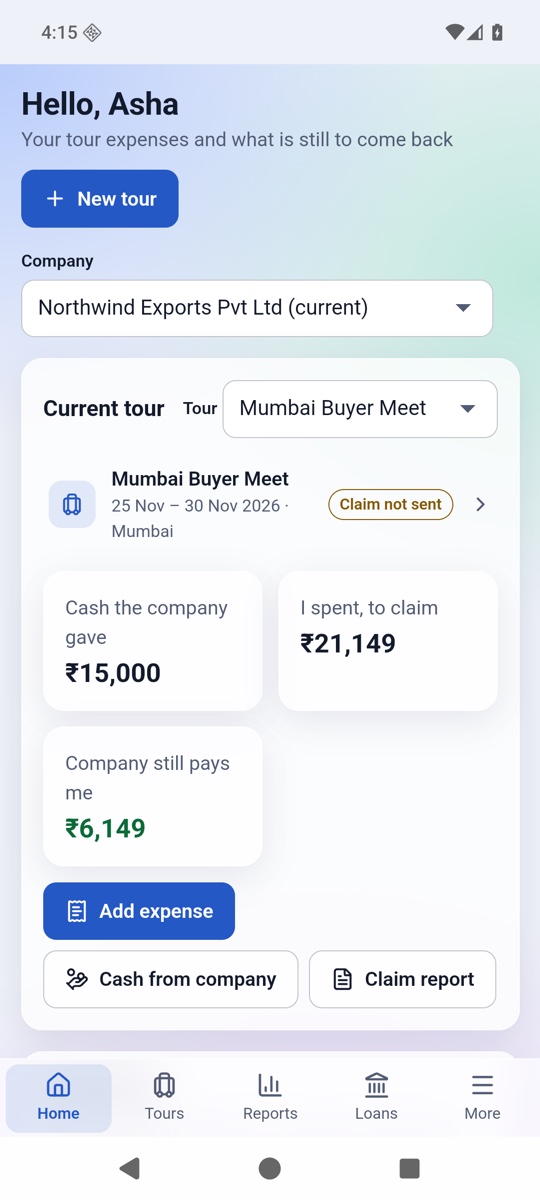 4:15
Hello, Asha
Your tour expenses and what is still to come back
New tour
Company
Northwind Exports Pvt Ltd (current)
Current tour
Tour
Mumbai Buyer Meet
Mumbai Buyer Meet
25 Nov – 30 Nov 2026 ·
Mumbai
Claim not sent
Cash the company
gave
₹15,000
I spent, to claim
₹21,149
Company still pays
me
₹6,149
Add expense
Cash from company
Claim report
Home
Tours
Reports
Loans
More